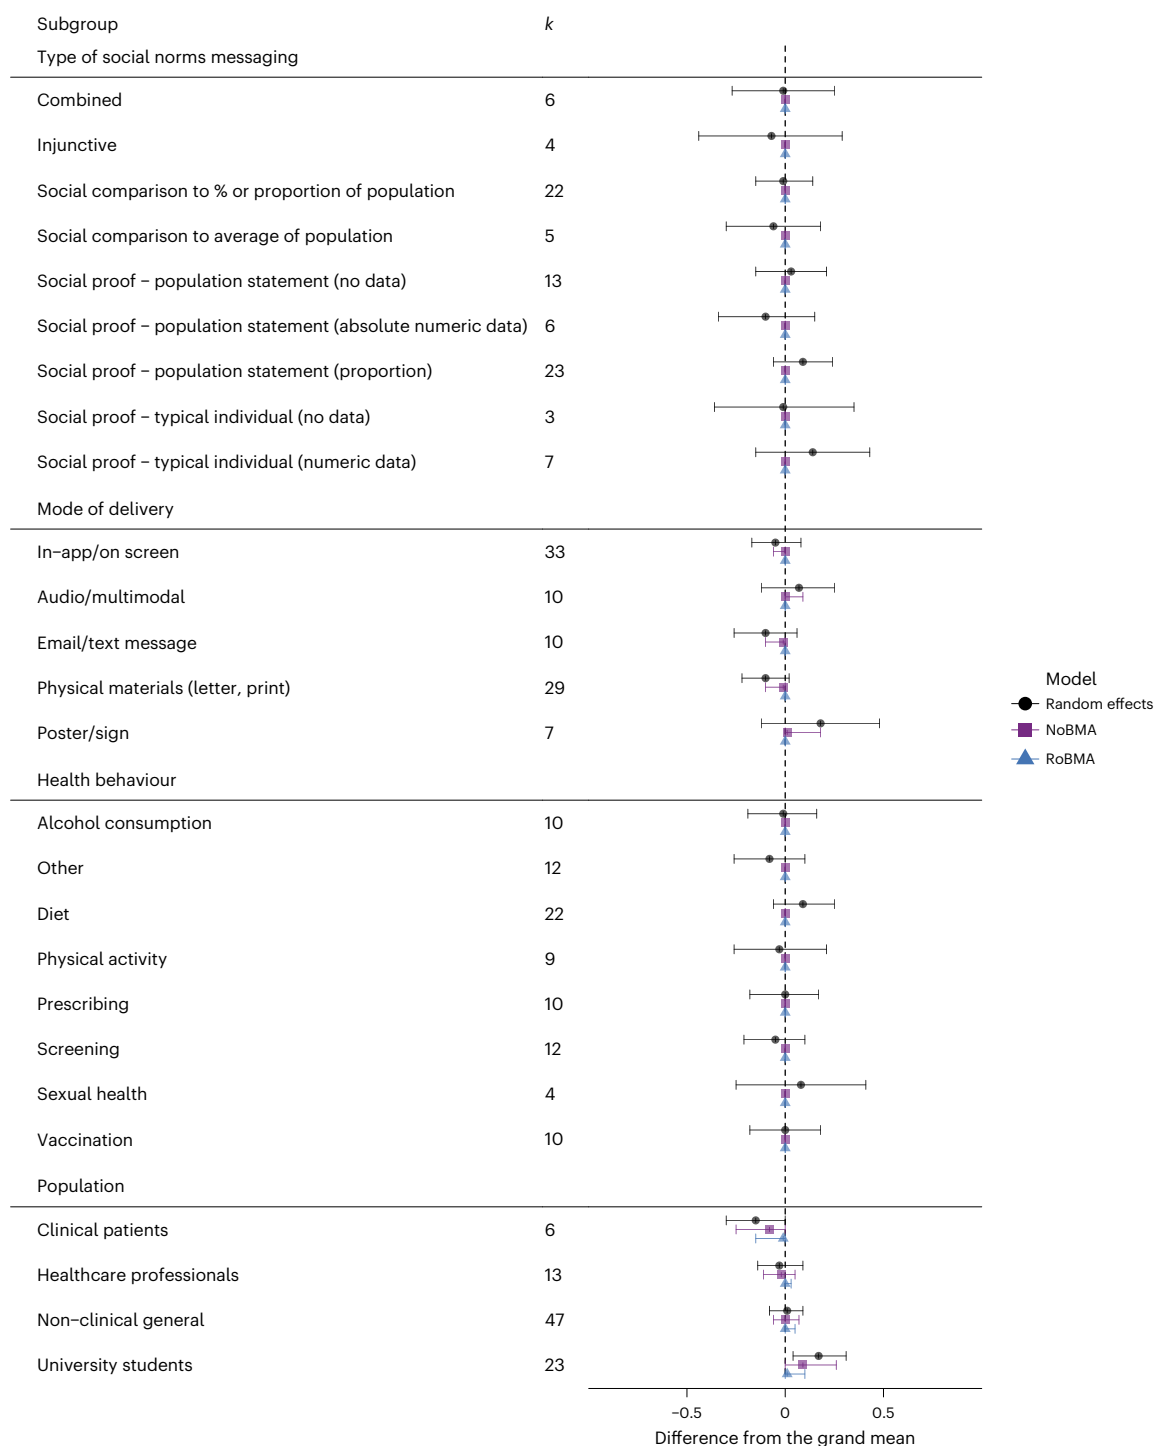 Subgroup k
Type of social norms messaging
Combined 6
Injunctive 4
Social comparison to % or proportion of population 22
Social comparison to average of population 5
Social proof – population statement (no data) 13
Social proof – population statement (absolute numeric data) 6
Social proof – population statement (proportion) 23
Social proof – typical individual (no data) 3
Social proof – typical individual (numeric data) 7
Mode of delivery
In-app/on screen 33
Audio/multimodal 10
Email/text message 10
Physical materials (letter, print) 29
Poster/sign 7
Health behaviour
Alcohol consumption 10
Other 12
Diet 22
Physical activity 9
Prescribing 10
Screening 12
Sexual health 4
Vaccination 10
Population
Clinical patients 6
Healthcare professionals 13
Non-clinical general 47
University students 23
−0.5 0 0.5
Difference from the grand mean
Model
Random effects
NoBMA
RoBMA